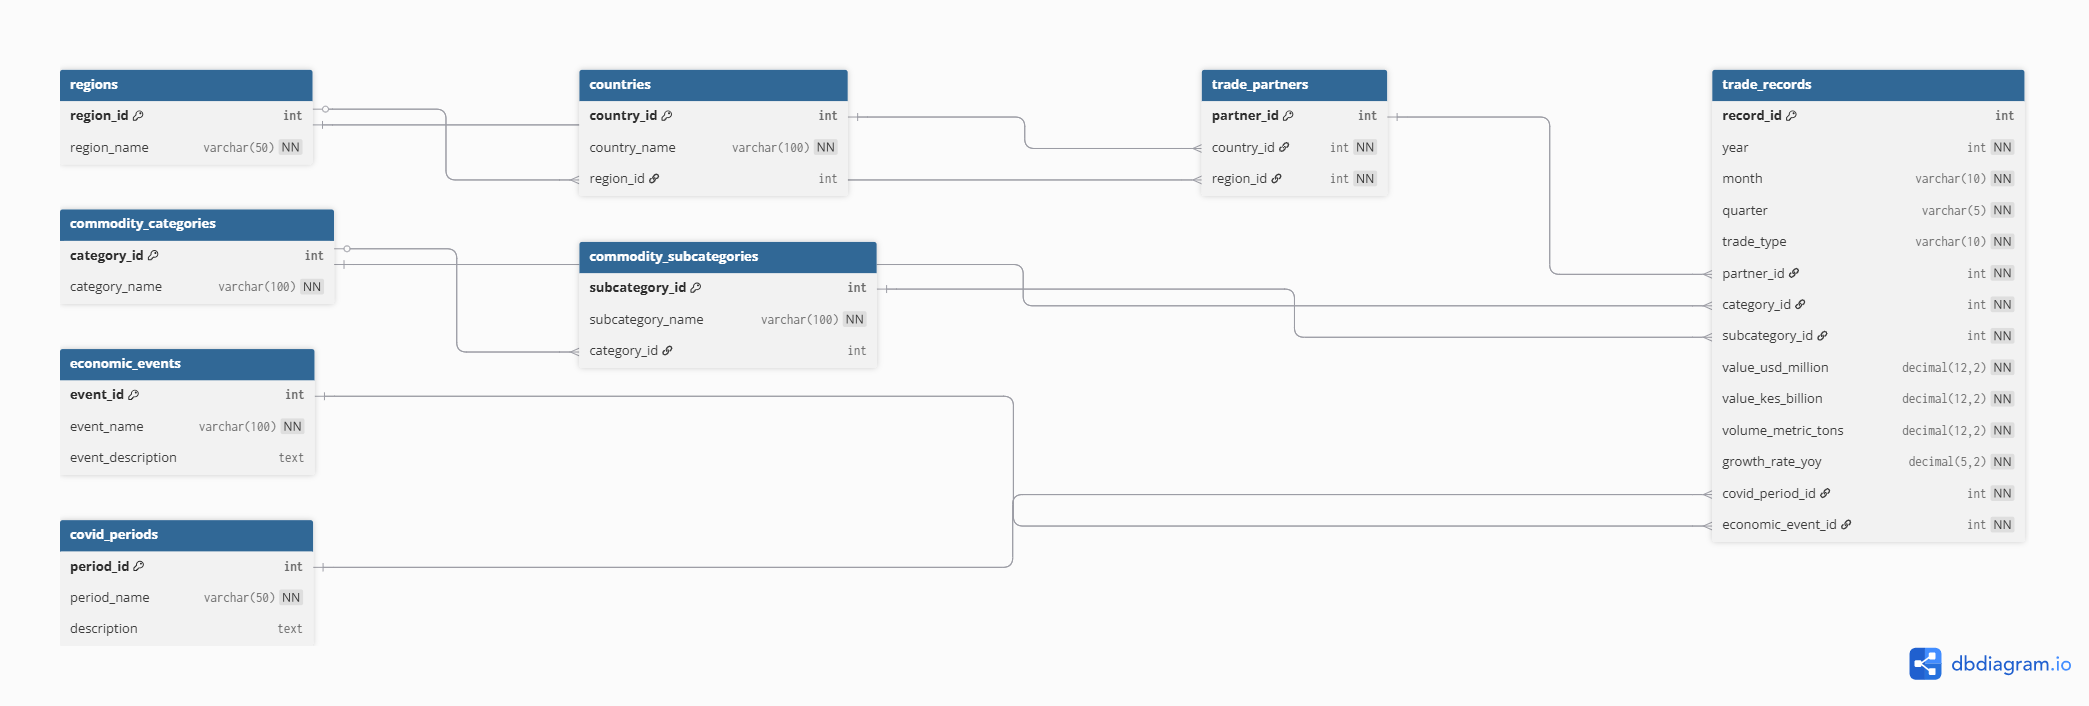 regions
region_id int
region_name varchar(50) NN
countries
country_id int
country_name varchar(100) NN
region_id int
trade_partners
partner_id int
country_id int NN
region_id int NN
trade_records
record_id int
year int NN
month varchar(10) NN
quarter varchar(5) NN
trade_type varchar(10) NN
partner_id int NN
category_id int NN
subcategory_id int NN
value_usd_million decimal(12,2) NN
value_kes_billion decimal(12,2) NN
volume_metric_tons decimal(12,2) NN
growth_rate_yoy decimal(5,2) NN
covid_period_id int NN
economic_event_id int NN
commodity_categories
category_id int
category_name varchar(100) NN
commodity_subcategories
subcategory_id int
subcategory_name varchar(100) NN
category_id int
economic_events
event_id int
event_name varchar(100) NN
event_description text
covid_periods
period_id int
period_name varchar(50) NN
description text
dbdiagram.io